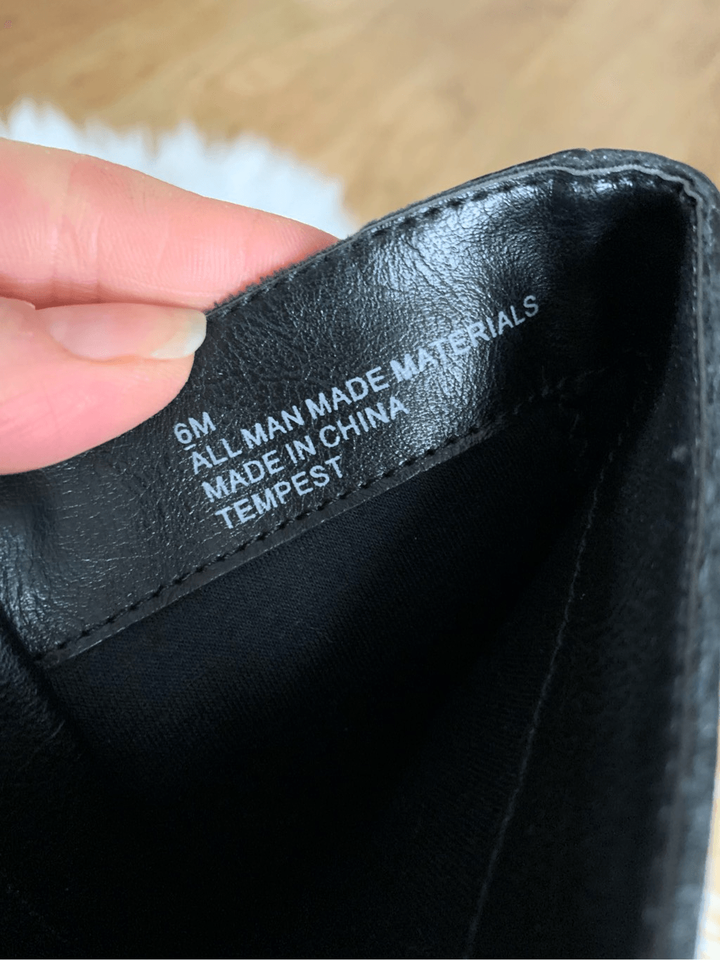 6M
ALL MAN MADE MATERIALS
MADE IN CHINA
TEMPEST